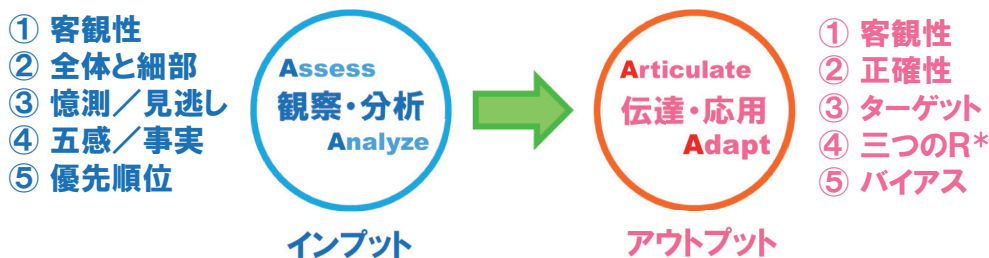 ① 客観性
② 全体と細部
③ 憶測／見逃し
④ 五感／事実
⑤ 優先順位
Assess
観察・分析
Analyze
インプット
Articulate
伝達・応用
Adapt
アウトプット
① 客観性
② 正確性
③ ターゲット
④ 三つのR*
⑤ バイアス